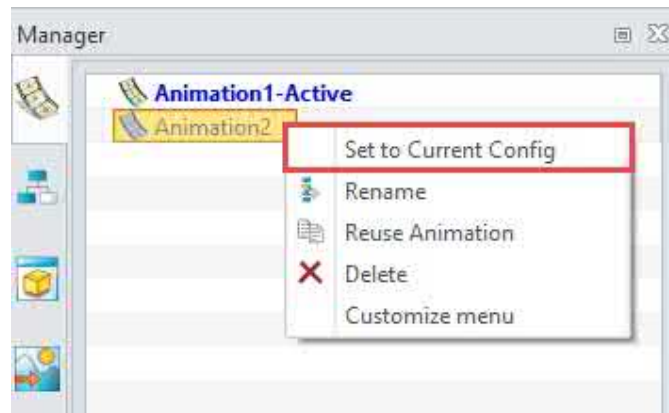 Manager
Animation1-Active
Animation2
Set to Current Config
Rename
Reuse Animation
Delete
Customize menu